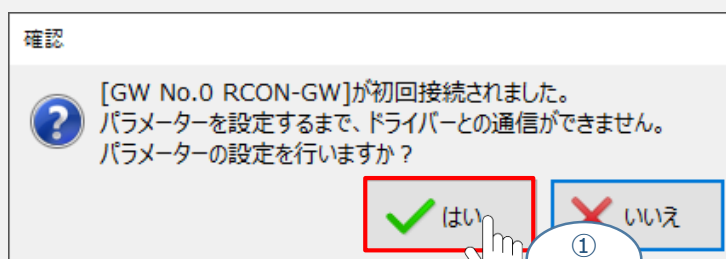 確認
[GW No.0 RCON-GW]が初回接続されました。
パラメーターを設定するまで、ドライバーとの通信ができません。
パラメーターの設定を行いますか？
はい
いいえ
①